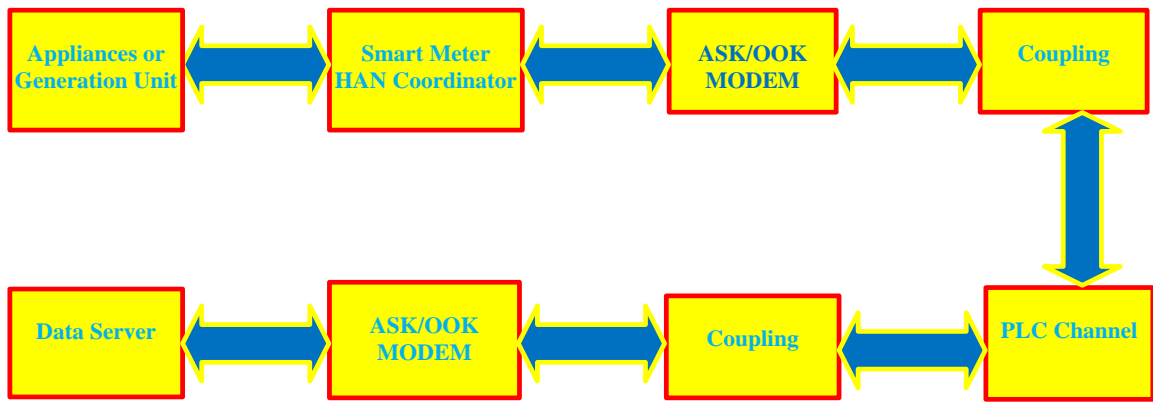 Appliances or
Generation Unit
Smart Meter
HAN Coordinator
ASK/OOK
MODEM
Coupling
Data Server
ASK/OOK
MODEM
Coupling
PLC Channel